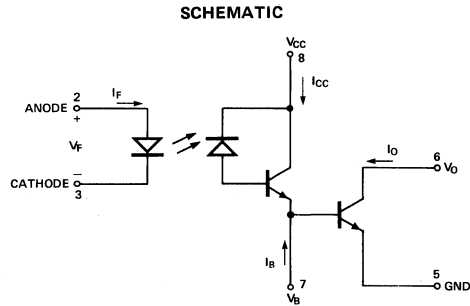 SCHEMATIC
VCC
8
ICC
2
IF
ANODE
+
VF
−
CATHODE
3
IO
6
VO
IB
7
VB
5
GND